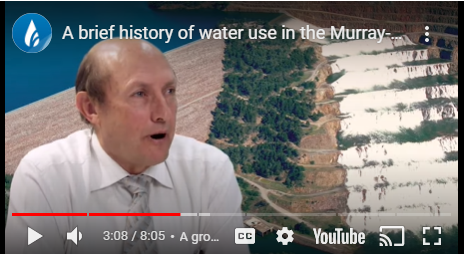 A brief history of water use in the Murray-...
3:08 / 8:05 • A gro...
CC
YouTube